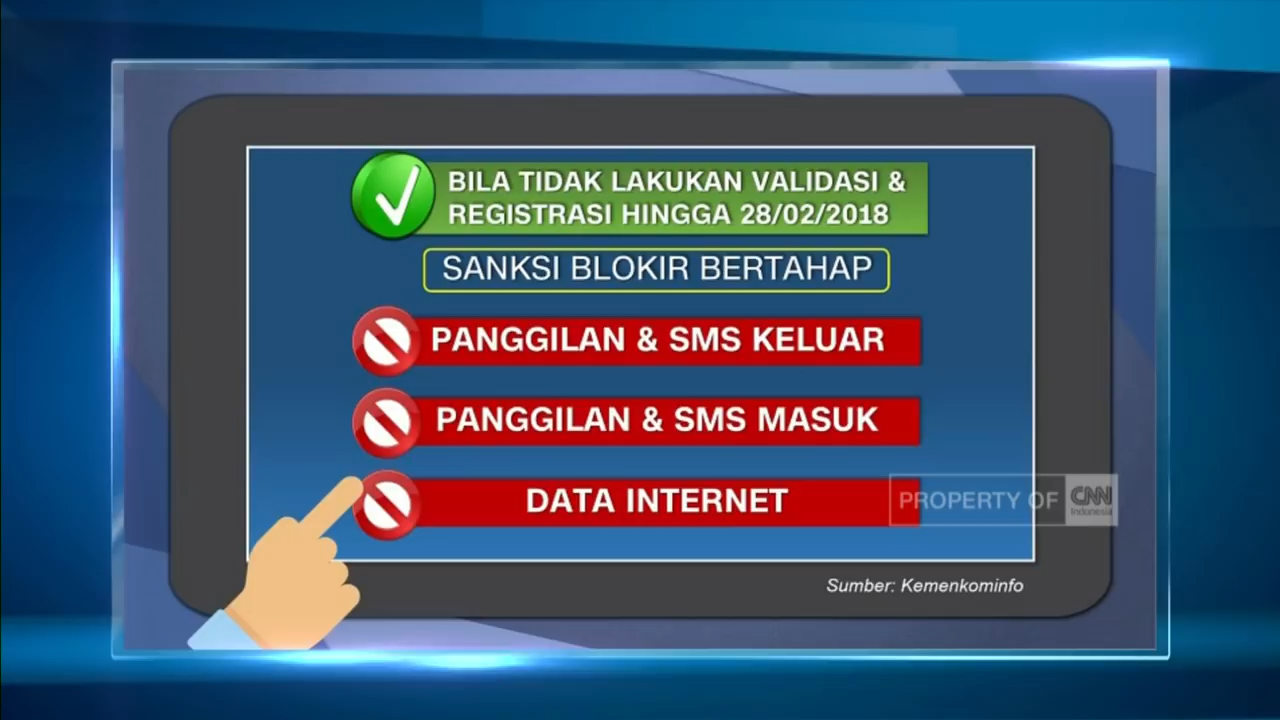 BILA TIDAK LAKUKAN VALIDASI &
REGISTRASI HINGGA 28/02/2018
SANKSI BLOKIR BERTAHAP
PANGGILAN & SMS KELUAR
PANGGILAN & SMS MASUK
DATA INTERNET
PROPERTY OF CNN Indonesia
Sumber: Kemenkominfo